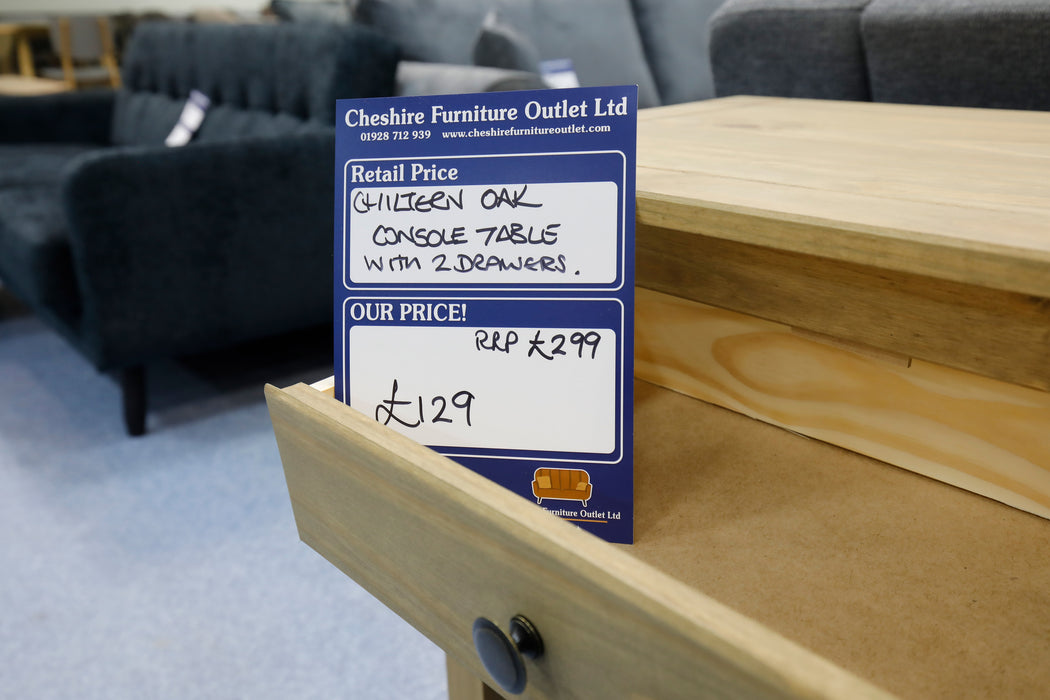 Cheshire Furniture Outlet Ltd
01928 712 939 www.cheshirefurnitureoutlet.com
Retail Price
CHILTERN OAK
CONSOLE TABLE
WITH 2 DRAWERS.
OUR PRICE!
RRP £299
£129
Furniture Outlet Ltd